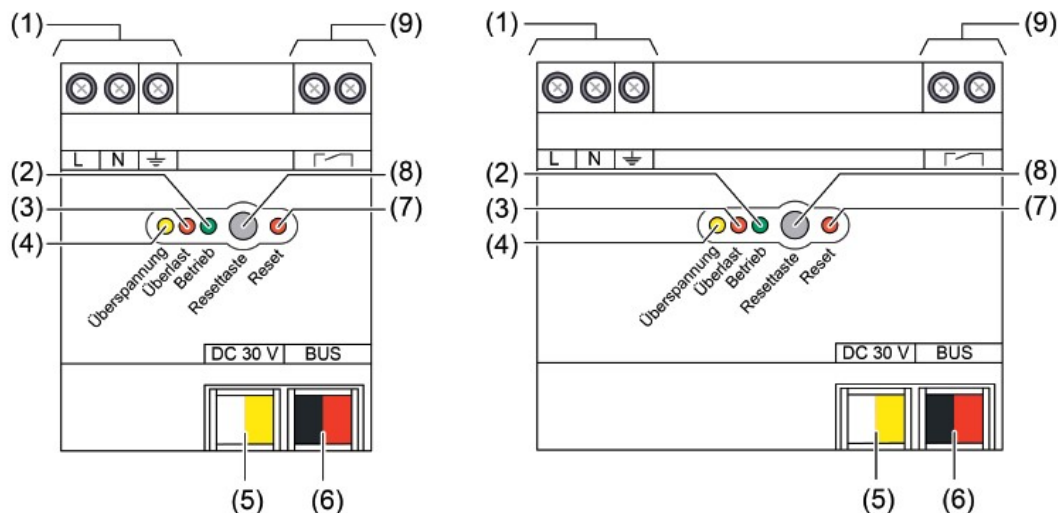 (1) (9)
L N
(2) (8)
(3) (7)
(4)
Überspannung
Überlast
Betrieb
Resettaste
Reset
DC 30 V BUS
(5) (6)
(1) (9)
L N
(2) (8)
(3) (7)
(4)
Überspannung
Überlast
Betrieb
Resettaste
Reset
DC 30 V BUS
(5) (6)